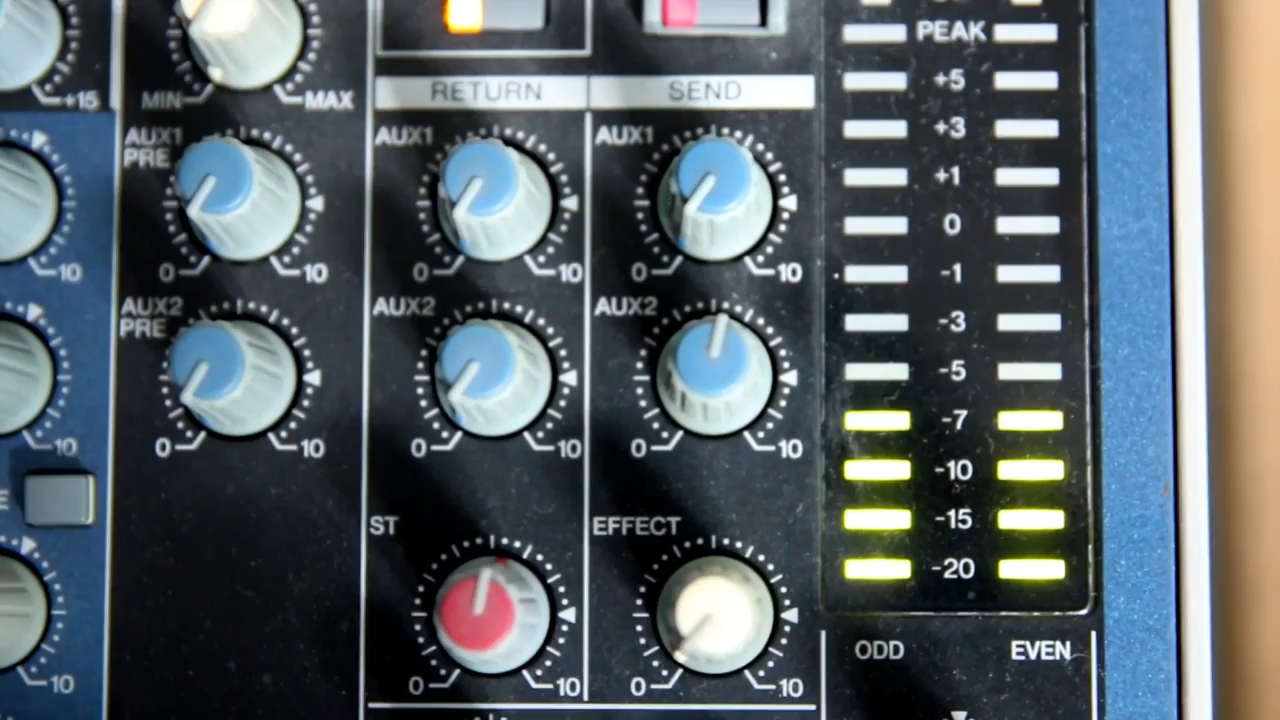 +15
MIN MAX
RETURN SEND
PEAK
+5
+3
+1
0
-1
-3
-5
-7
-10
-15
-20
ODD EVEN
AUX1
PRE
0 10
AUX2
PRE
0 10
AUX1
0 10
AUX2
0 10
ST
0 10
AUX1
0 10
AUX2
0 10
EFFECT
0 10
10
10
E
10